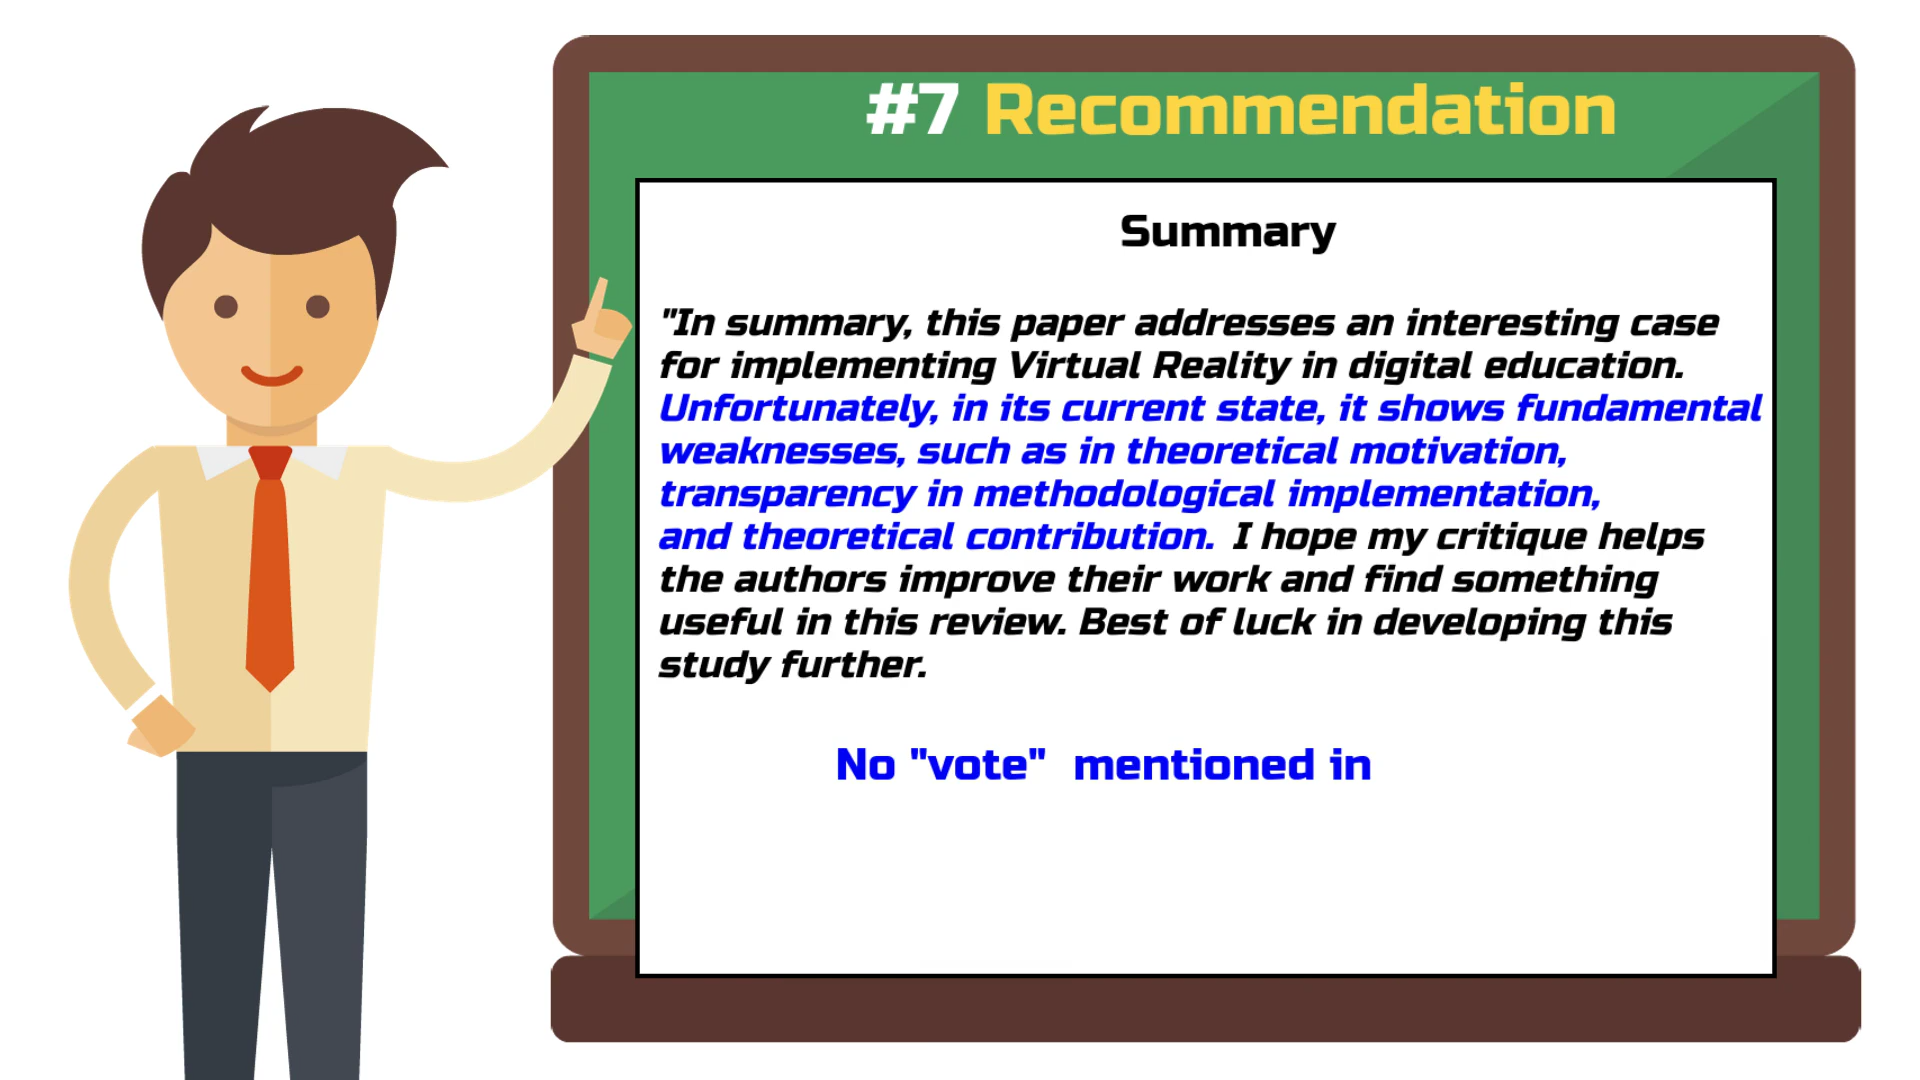 #7 Recommendation
Summary
"In summary, this paper addresses an interesting case
for implementing Virtual Reality in digital education.
Unfortunately, in its current state, it shows fundamental
weaknesses, such as in theoretical motivation,
transparency in methodological implementation,
and theoretical contribution. I hope my critique helps
the authors improve their work and find something
useful in this review. Best of luck in developing this
study further.
No "vote" mentioned in